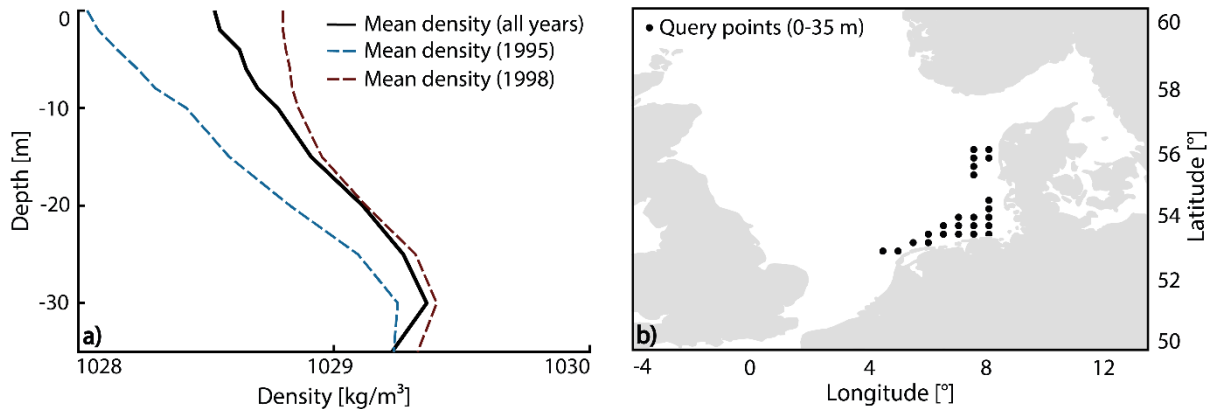 0
-10
-20
-30
Depth [m]
1028
1029
1030
Density [kg/m³]
Mean density (all years)
Mean density (1995)
Mean density (1998)
a)
Query points (0-35 m)
60
58
56
54
52
50
Latitude [°]
-4
0
4
8
12
Longitude [°]
b)